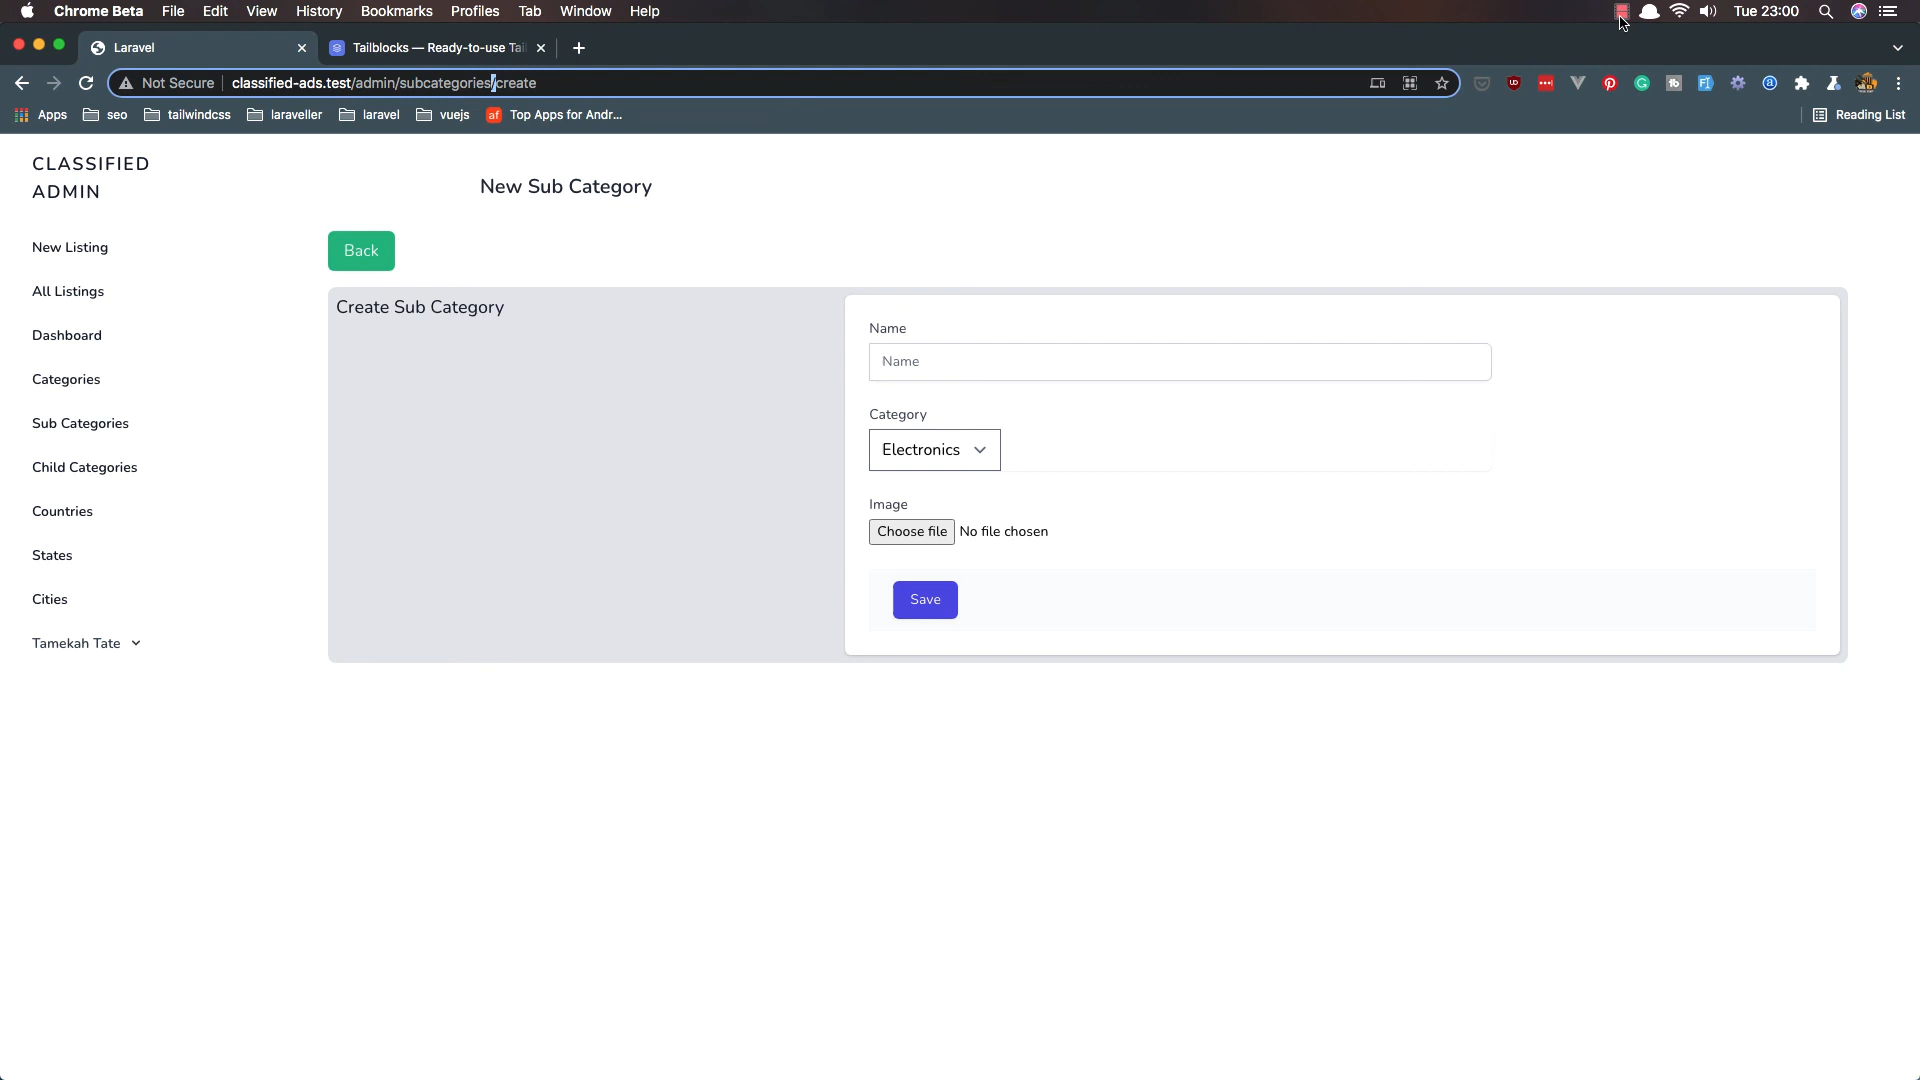 Chrome Beta File Edit View History Bookmarks Profiles Tab Window Help Tue 23:00
Laravel Tailblocks — Ready-to-use Tai
Not Secure classified-ads.test/admin/subcategories/create
Apps seo tailwindcss laraveller laravel vuejs Top Apps for Andr... Reading List
CLASSIFIED
ADMIN
New Sub Category
New Listing
Back
All Listings
Create Sub Category
Name
Dashboard
Name
Categories
Category
Sub Categories
Electronics
Child Categories
Countries
Image
Choose file No file chosen
States
Cities
Save
Tamekah Tate